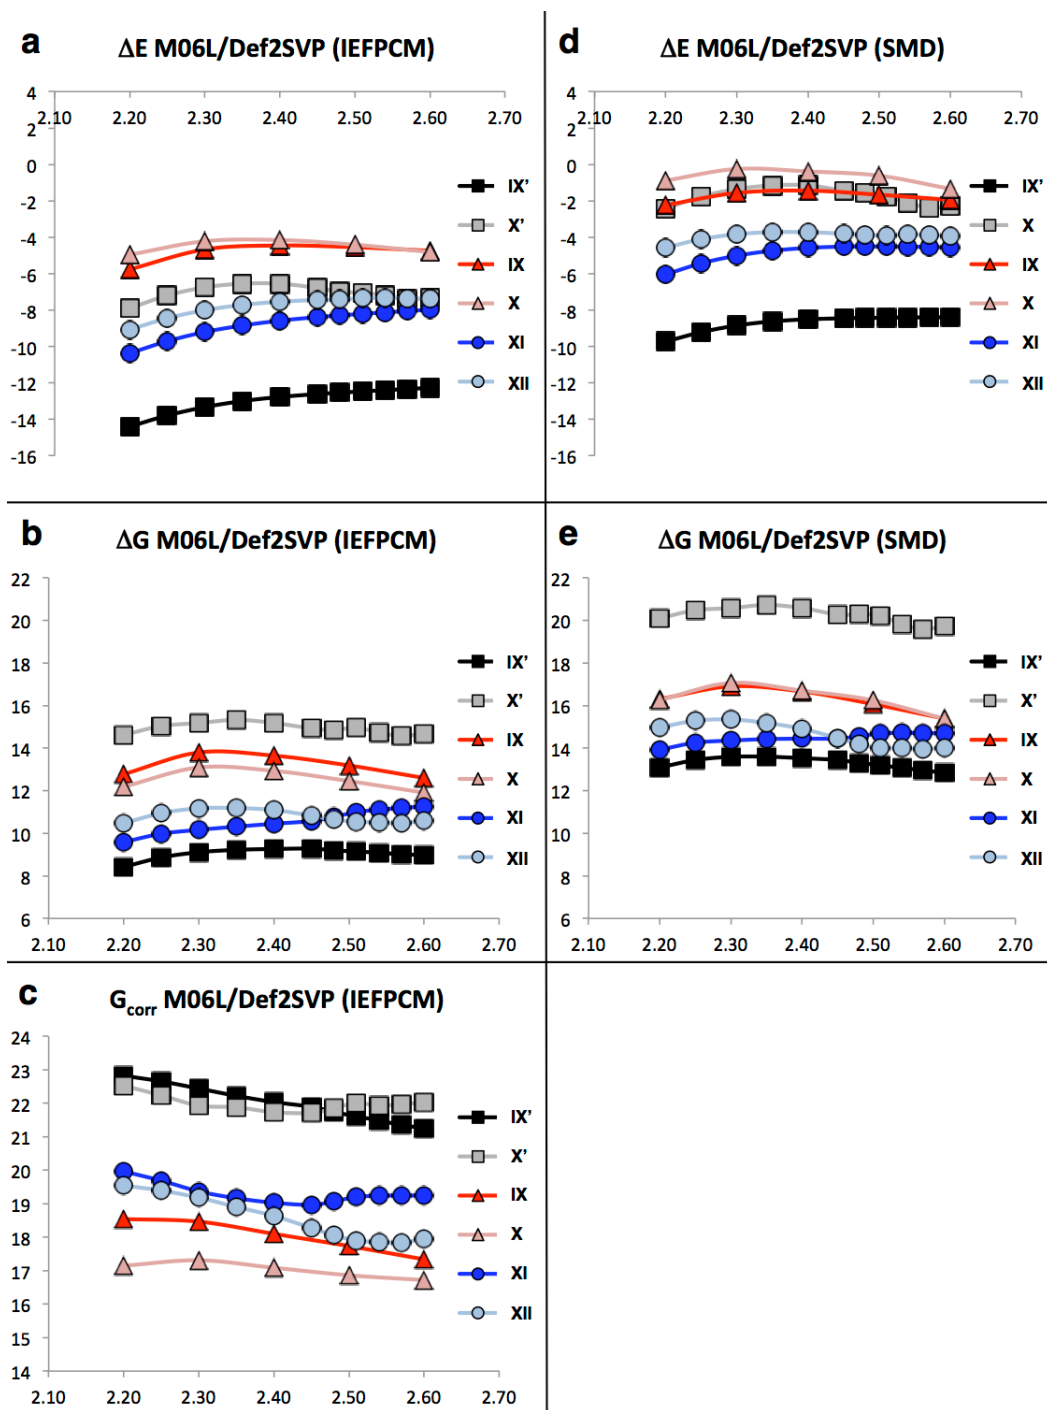 a
ΔE M06L/Def2SVP (IEFPCM)
4
2
0
-2
-4
-6
-8
-10
-12
-14
-16
2.10 2.20 2.30 2.40 2.50 2.60 2.70
IX’
X’
IX
X
XI
XII
d
ΔE M06L/Def2SVP (SMD)
4
2
0
-2
-4
-6
-8
-10
-12
-14
-16
2.10 2.20 2.30 2.40 2.50 2.60 2.70
IX’
X
IX
X
XI
XII
b
ΔG M06L/Def2SVP (IEFPCM)
22
20
18
16
14
12
10
8
6
2.10 2.20 2.30 2.40 2.50 2.60 2.70
IX’
X’
IX
X
XI
XII
e
ΔG M06L/Def2SVP (SMD)
22
20
18
16
14
12
10
8
6
2.10 2.20 2.30 2.40 2.50 2.60 2.70
IX’
X’
IX
X
XI
XII
c
Gcorr M06L/Def2SVP (IEFPCM)
24
23
22
21
20
19
18
17
16
15
14
2.10 2.20 2.30 2.40 2.50 2.60 2.70
IX’
X’
IX
X
XI
XII